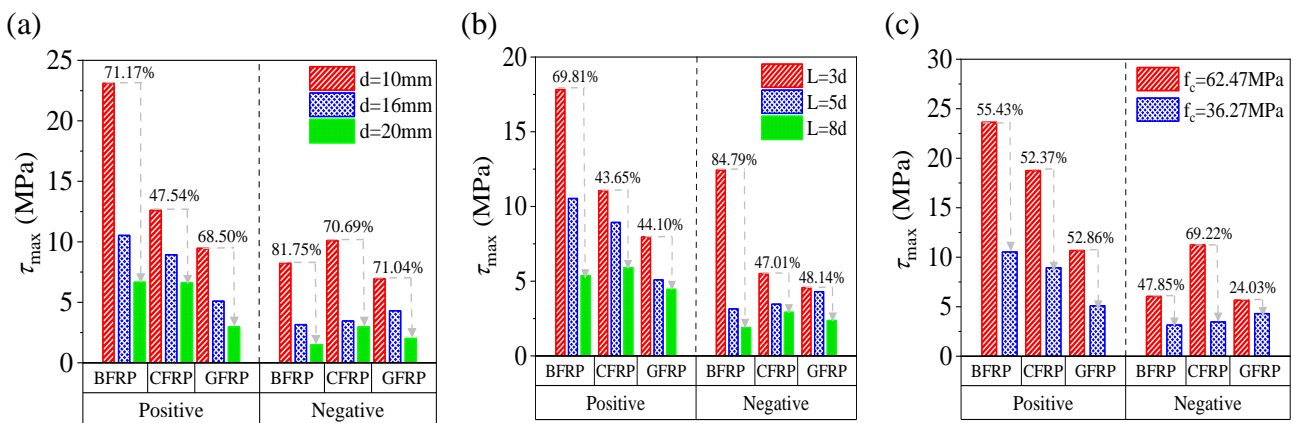 (a)
25
20
15
10
5
0
τmax (MPa)
71.17%
47.54%
68.50%
81.75%
70.69%
71.04%
d=10mm
d=16mm
d=20mm
BFRP CFRP GFRP BFRP CFRP GFRP
Positive Negative
(b)
20
15
10
5
0
τmax (MPa)
69.81%
43.65%
44.10%
84.79%
47.01%
48.14%
L=3d
L=5d
L=8d
BFRP CFRP GFRP BFRP CFRP GFRP
Positive Negative
(c)
30
25
20
15
10
5
0
τmax (MPa)
55.43%
52.37%
52.86%
47.85%
69.22%
24.03%
fc=62.47MPa
fc=36.27MPa
BFRP CFRP GFRP BFRP CFRP GFRP
Positive Negative